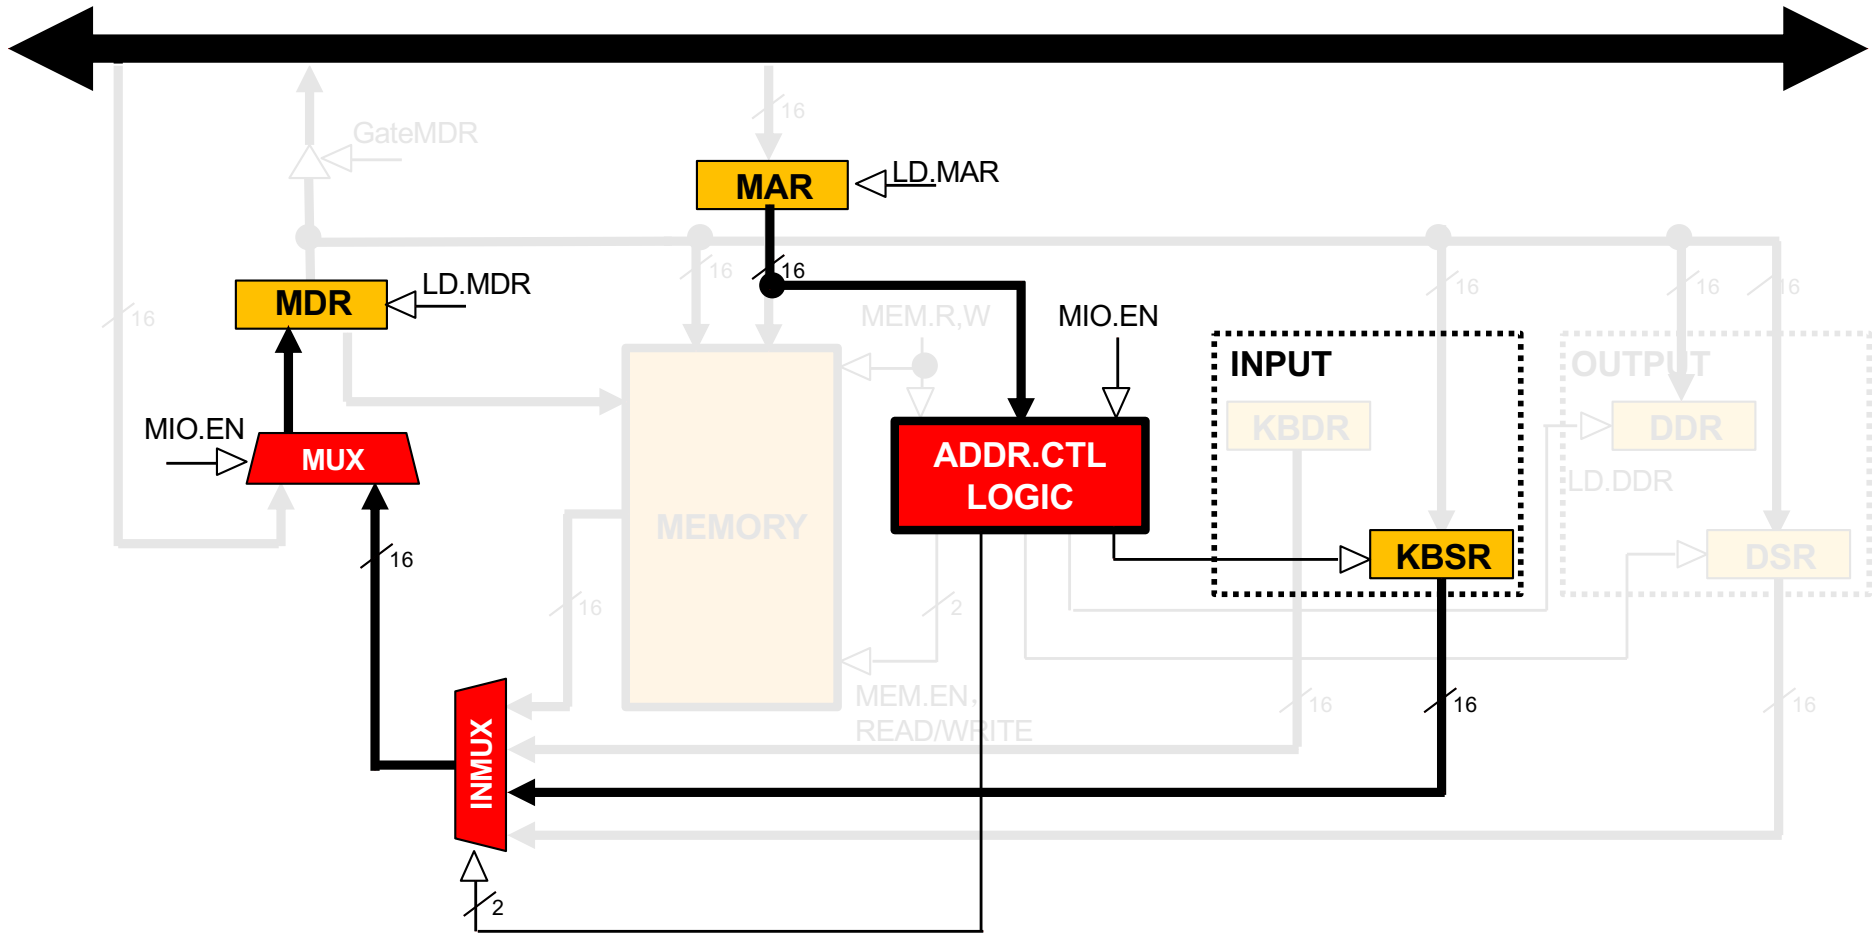 16
GateMDR
MAR
LD.MAR
16
16
16
16
16
16
MDR
LD.MDR
16
MEM.R,W
MIO.EN
INPUT
OUTPUT
KBDR
DDR
MIO.EN
MUX
ADDR.CTL
LOGIC
LD.DDR
MEMORY
16
KBSR
DSR
16
2
MEM.EN,
READ/WRITE
16
16
16
INMUX
2